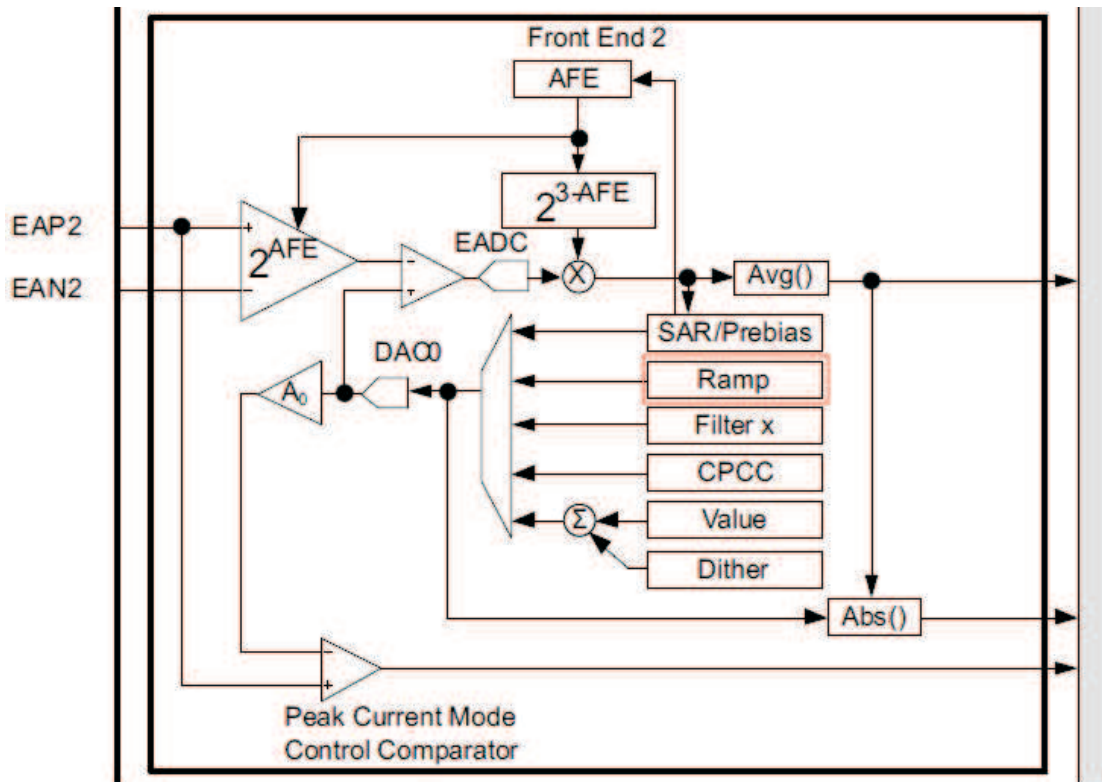 Front End 2
AFE
2^3-AFE
EAP2
EAN2
+
-
2^AFE
-
+
EADC
X
Avg()
SAR/Prebias
DAC0
A₀
Ramp
Filter x
CPCC
Σ
Value
Dither
Abs()
-
+
Peak Current Mode
Control Comparator